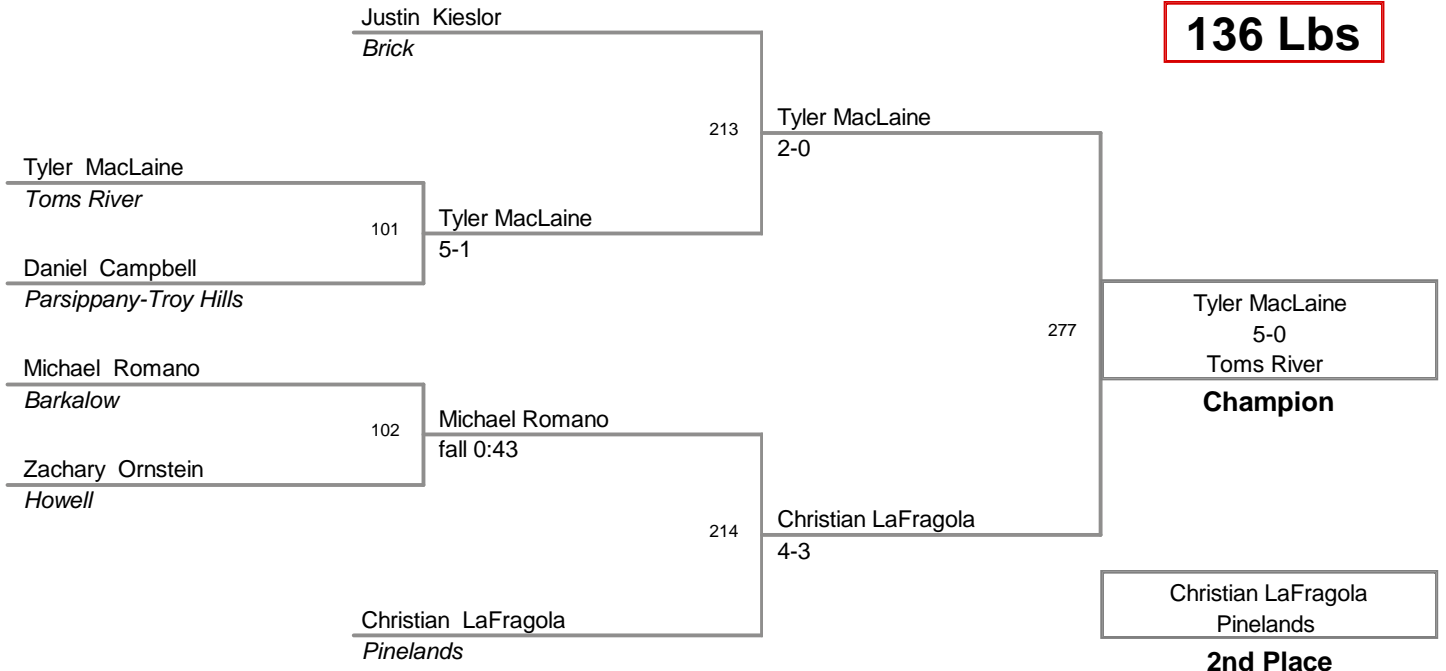 Justin Kieslor
Brick
136 Lbs
213
Tyler MacLaine
2-0
Tyler MacLaine
Toms River
101
Tyler MacLaine
5-1
Daniel Campbell
Parsippany-Troy Hills
277
Tyler MacLaine
5-0
Toms River
Champion
Michael Romano
Barkalow
102
Michael Romano
fall 0:43
Zachary Ornstein
Howell
214
Christian LaFragola
4-3
Christian LaFragola
Pinelands
Christian LaFragola
Pinelands
2nd Place